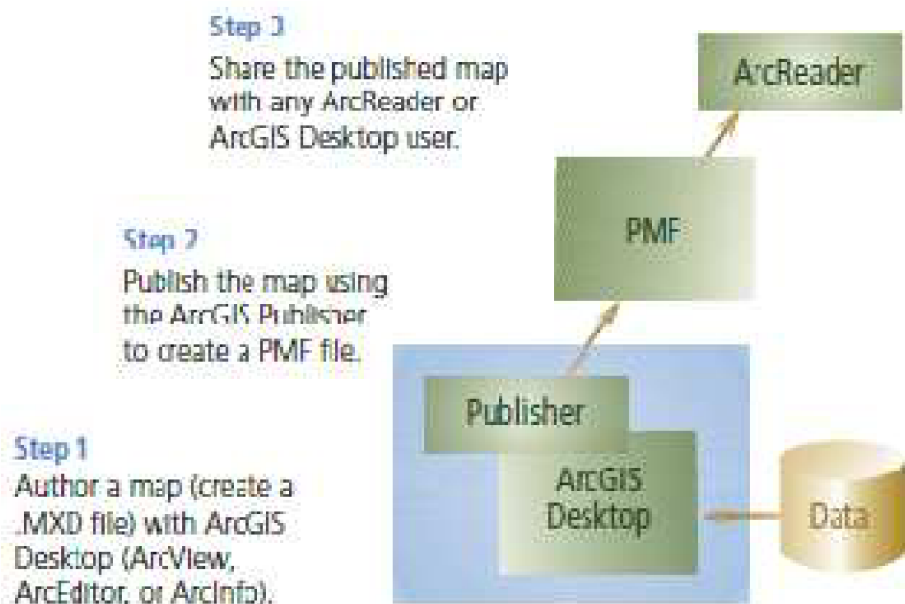 Step 3
Share the published map
with any ArcReader or
ArcGIS Desktop user.
ArcReader
PMF
Step 2
Publish the map using
the ArcGIS Publisher
to create a PMF file.
Publisher
ArcGIS
Desktop
Data
Step 1
Author a map (create a
.MXD file) with ArcGIS
Desktop (ArcView,
ArcEditor, or ArcInfo).